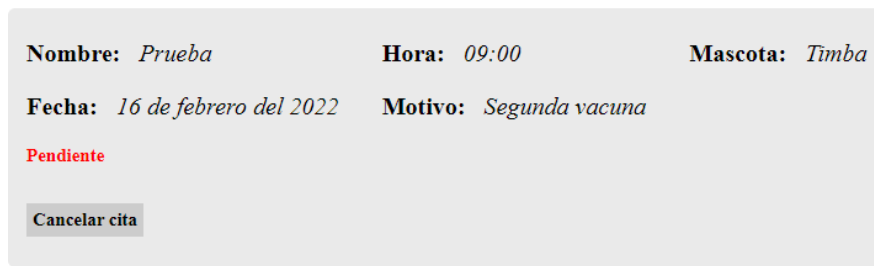 Nombre: Prueba Hora: 09:00 Mascota: Timba
Fecha: 16 de febrero del 2022 Motivo: Segunda vacuna
Pendiente
Cancelar cita